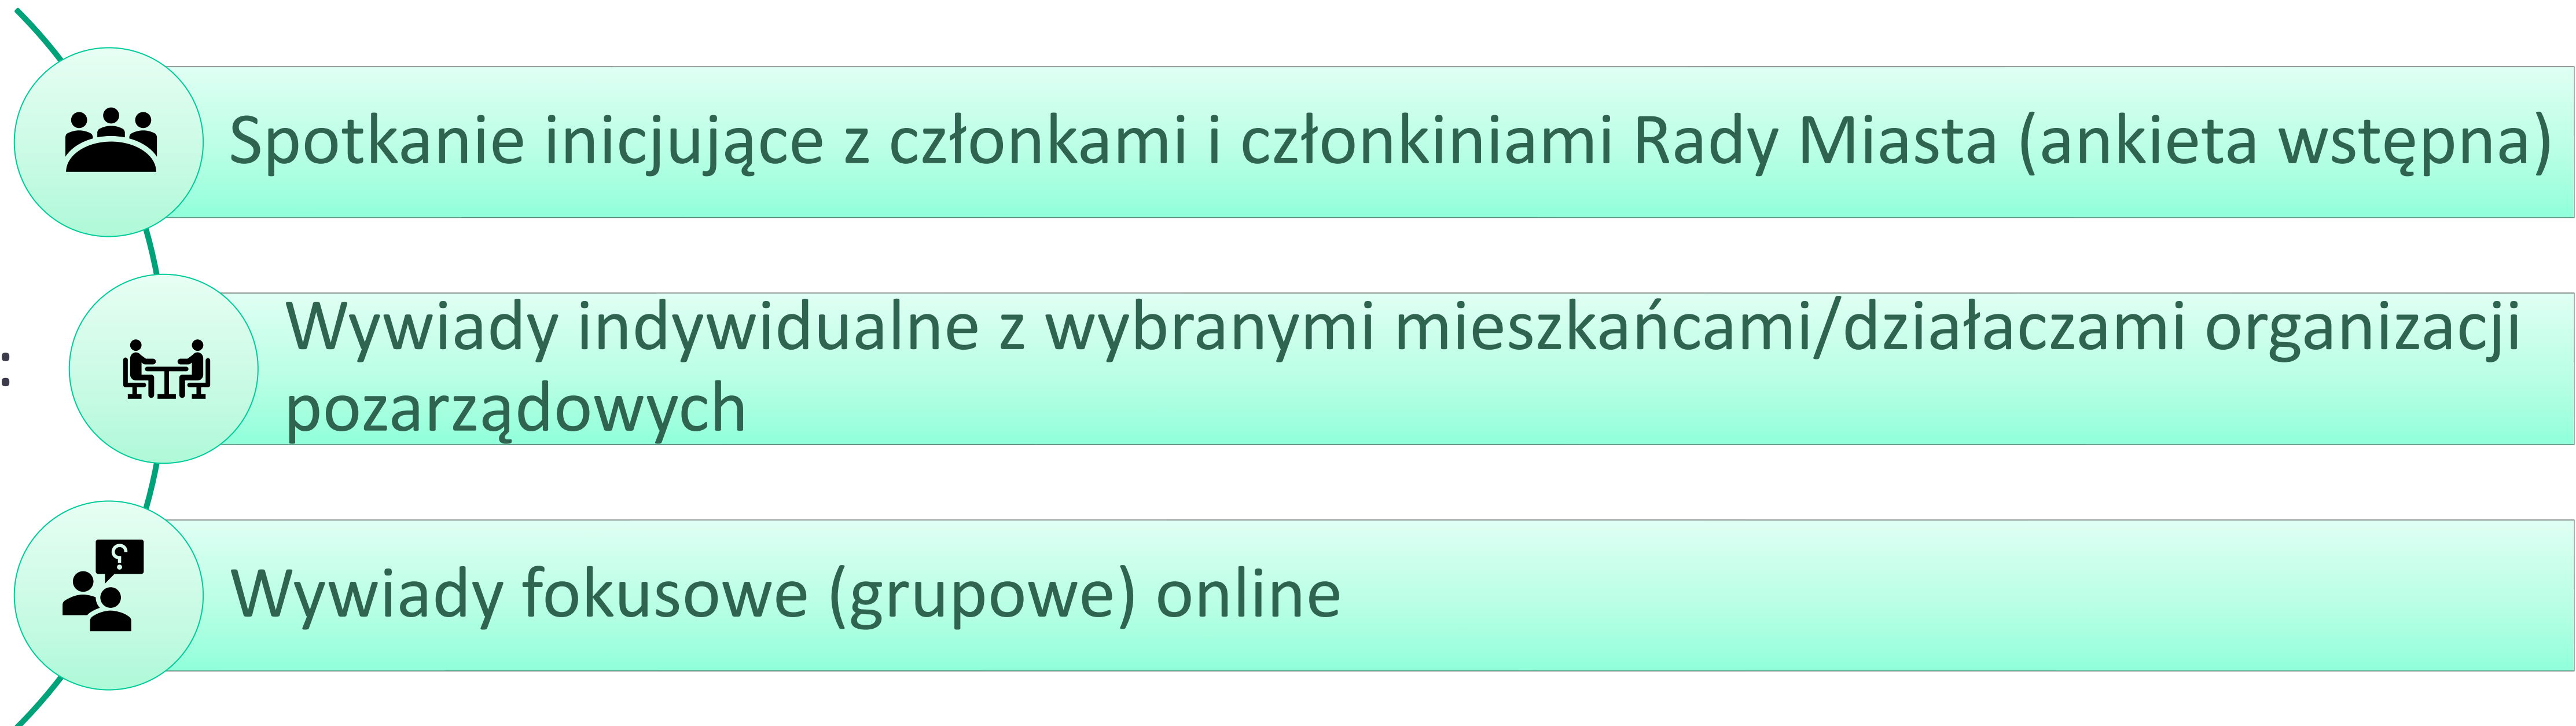 Spotkanie inicjujące z członkami i członkiniami Rady Miasta (ankieta wstępna)
:
Wywiady indywidualne z wybranymi mieszkańcami/działaczami organizacji
pozarządowych
Wywiady fokusowe (grupowe) online